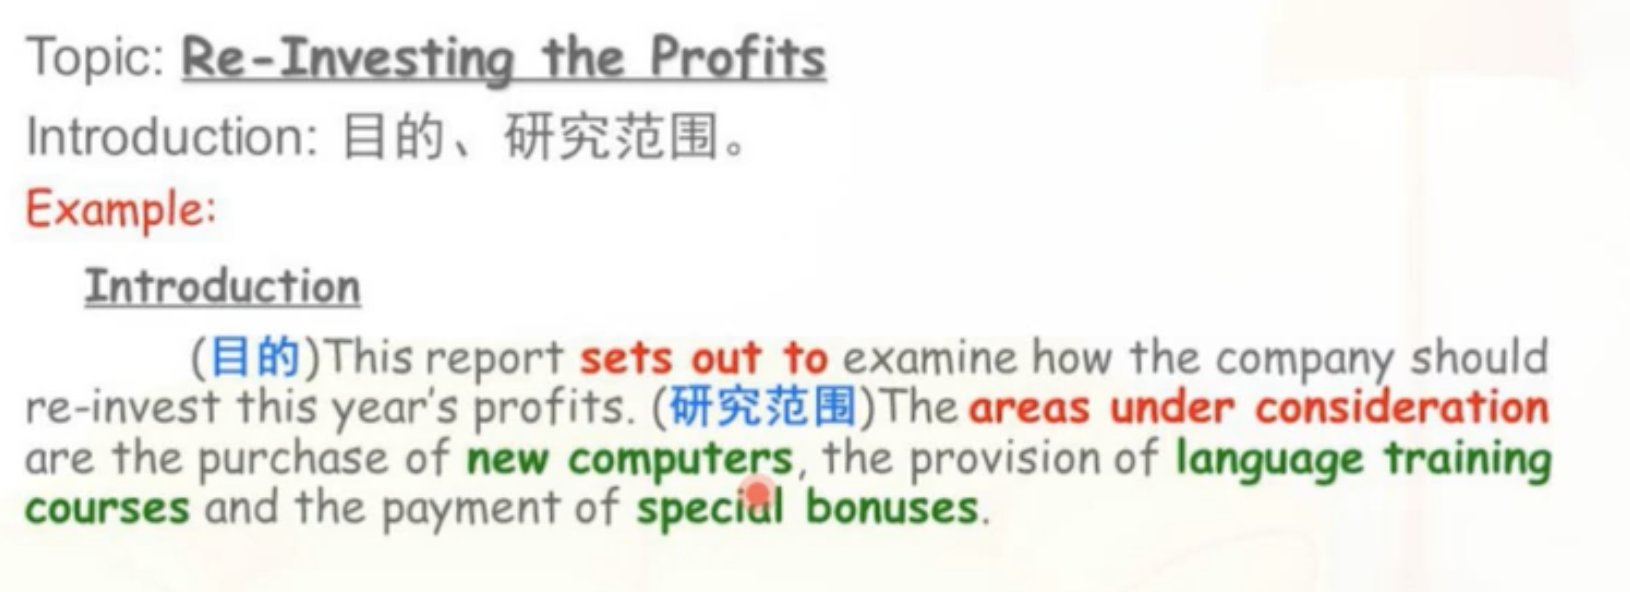 Topic: Re-Investing the Profits
Introduction: 目的、研究范围。
Example:
Introduction
(目的)This report sets out to examine how the company should
re-invest this year's profits. (研究范围)The areas under consideration
are the purchase of new computers, the provision of language training
courses and the payment of special bonuses.